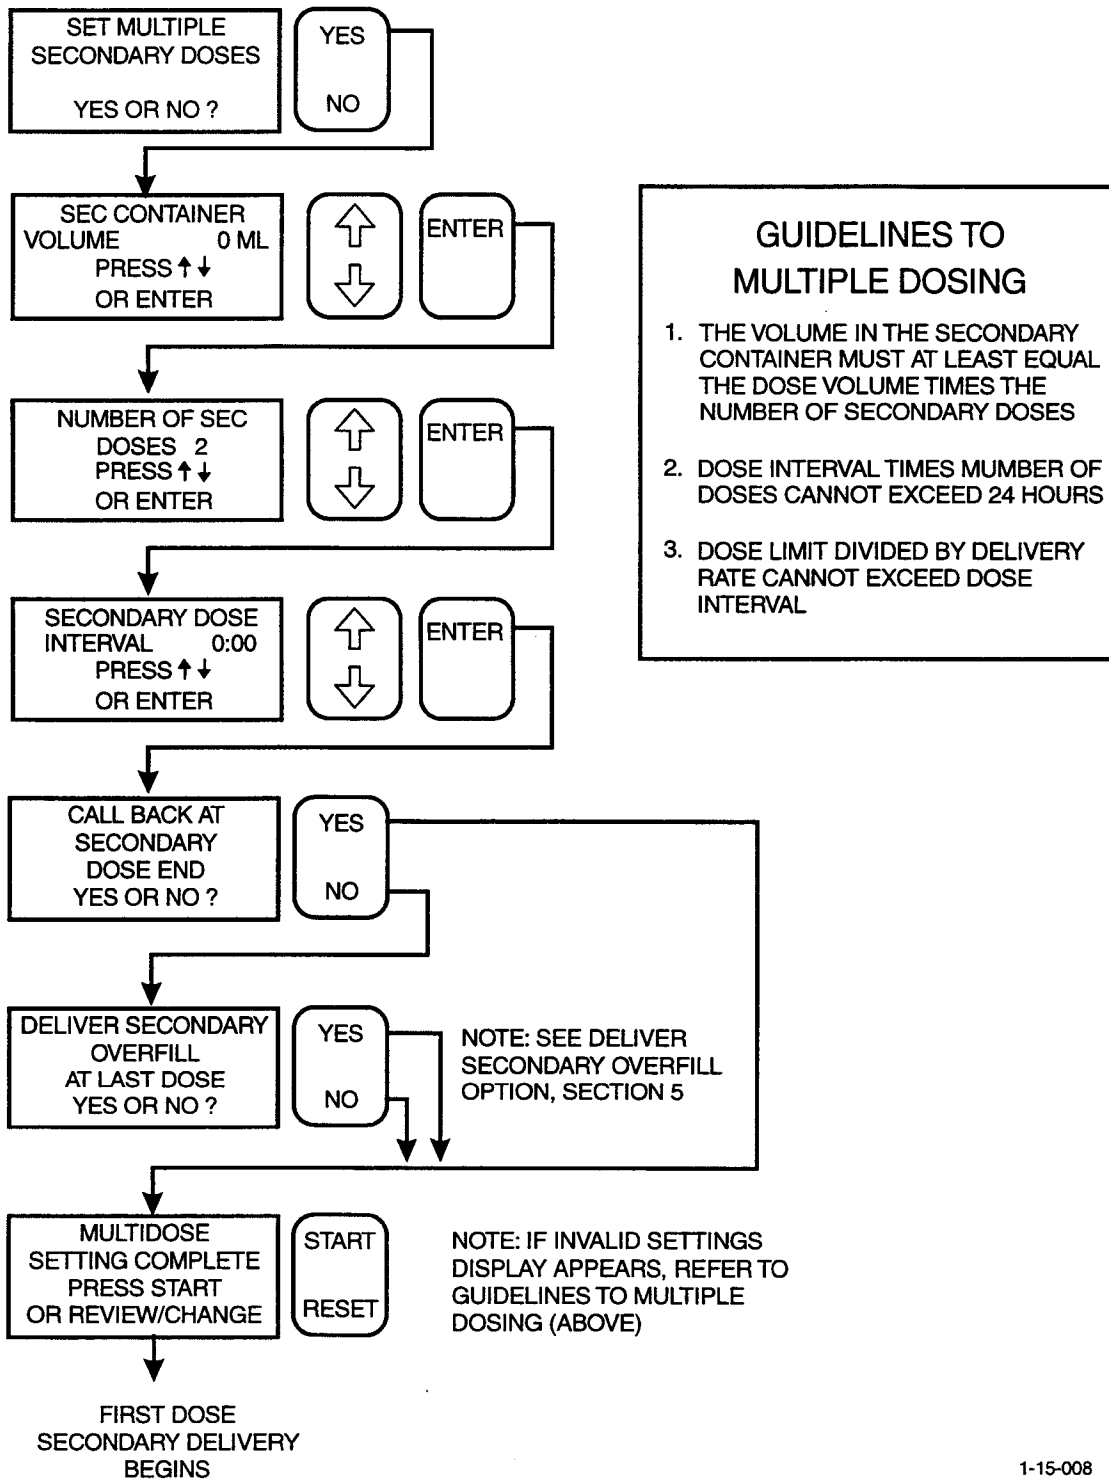 SET MULTIPLE
SECONDARY DOSES
YES OR NO ?
YES
NO
SEC CONTAINER
VOLUME 0 ML
PRESS ↑ ↓
OR ENTER
ENTER
NUMBER OF SEC
DOSES 2
PRESS ↑ ↓
OR ENTER
ENTER
SECONDARY DOSE
INTERVAL 0:00
PRESS ↑ ↓
OR ENTER
ENTER
CALL BACK AT
SECONDARY
DOSE END
YES OR NO ?
YES
NO
DELIVER SECONDARY
OVERFILL
AT LAST DOSE
YES OR NO ?
YES
NO
NOTE: SEE DELIVER
SECONDARY OVERFILL
OPTION, SECTION 5
MULTIDOSE
SETTING COMPLETE
PRESS START
OR REVIEW/CHANGE
START
RESET
NOTE: IF INVALID SETTINGS
DISPLAY APPEARS, REFER TO
GUIDELINES TO MULTIPLE
DOSING (ABOVE)
FIRST DOSE
SECONDARY DELIVERY
BEGINS
GUIDELINES TO
MULTIPLE DOSING
1. THE VOLUME IN THE SECONDARY
CONTAINER MUST AT LEAST EQUAL
THE DOSE VOLUME TIMES THE
NUMBER OF SECONDARY DOSES
2. DOSE INTERVAL TIMES MUMBER OF
DOSES CANNOT EXCEED 24 HOURS
3. DOSE LIMIT DIVIDED BY DELIVERY
RATE CANNOT EXCEED DOSE
INTERVAL
1-15-008